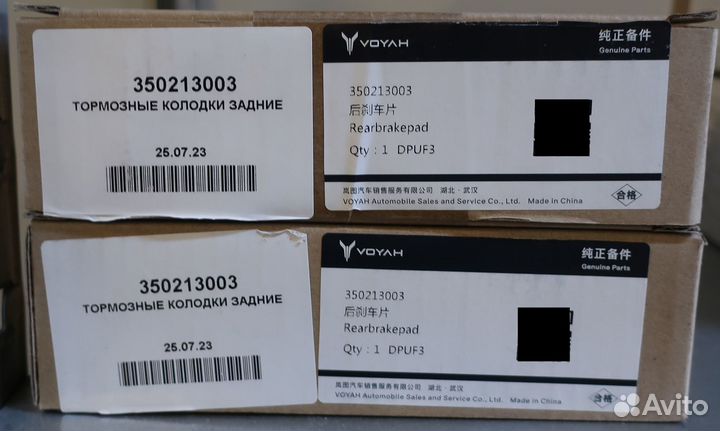 350213003
ТОРМОЗНЫЕ КОЛОДКИ ЗАДНИЕ
25.07.23
VOYAH
纯正备件
Genuine Parts
350213003
后刹车片
Rearbrakepad
Qty : 1 DPUF3
岚图汽车销售服务有限公司 湖北 · 武汉
VOYAH Automobile Sales and Service Co., Ltd. Made in China
合格
350213003
ТОРМОЗНЫЕ КОЛОДКИ ЗАДНИЕ
25.07.23
VOYAH
纯正备件
Genuine Parts
350213003
后刹车片
Rearbrakepad
Qty : 1 DPUF3
岚图汽车销售服务有限公司 湖北 · 武汉
VOYAH Automobile Sales and Service Co., Ltd. Made in China
合格
Avito